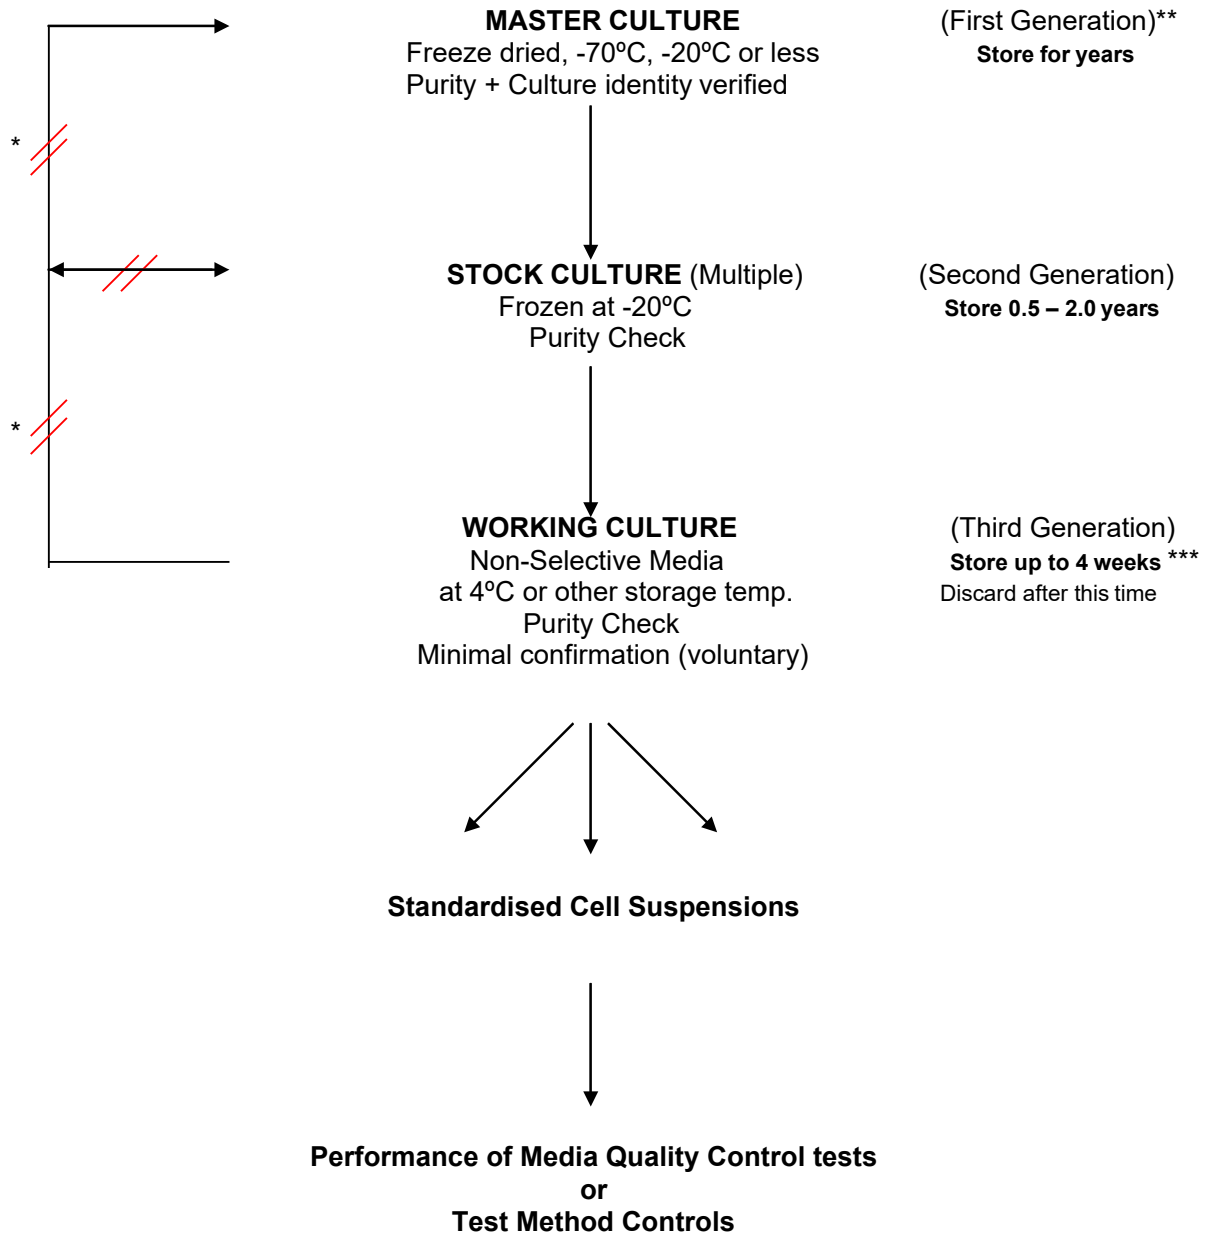 MASTER CULTURE (First Generation)**
Freeze dried, -70ºC, -20ºC or less Store for years
Purity + Culture identity verified
*
STOCK CULTURE (Multiple) (Second Generation)
Frozen at -20ºC Store 0.5 – 2.0 years
Purity Check
*
WORKING CULTURE (Third Generation)
Non-Selective Media Store up to 4 weeks ***
at 4ºC or other storage temp. Discard after this time
Purity Check
Minimal confirmation (voluntary)
Standardised Cell Suspensions
Performance of Media Quality Control tests
or
Test Method Controls